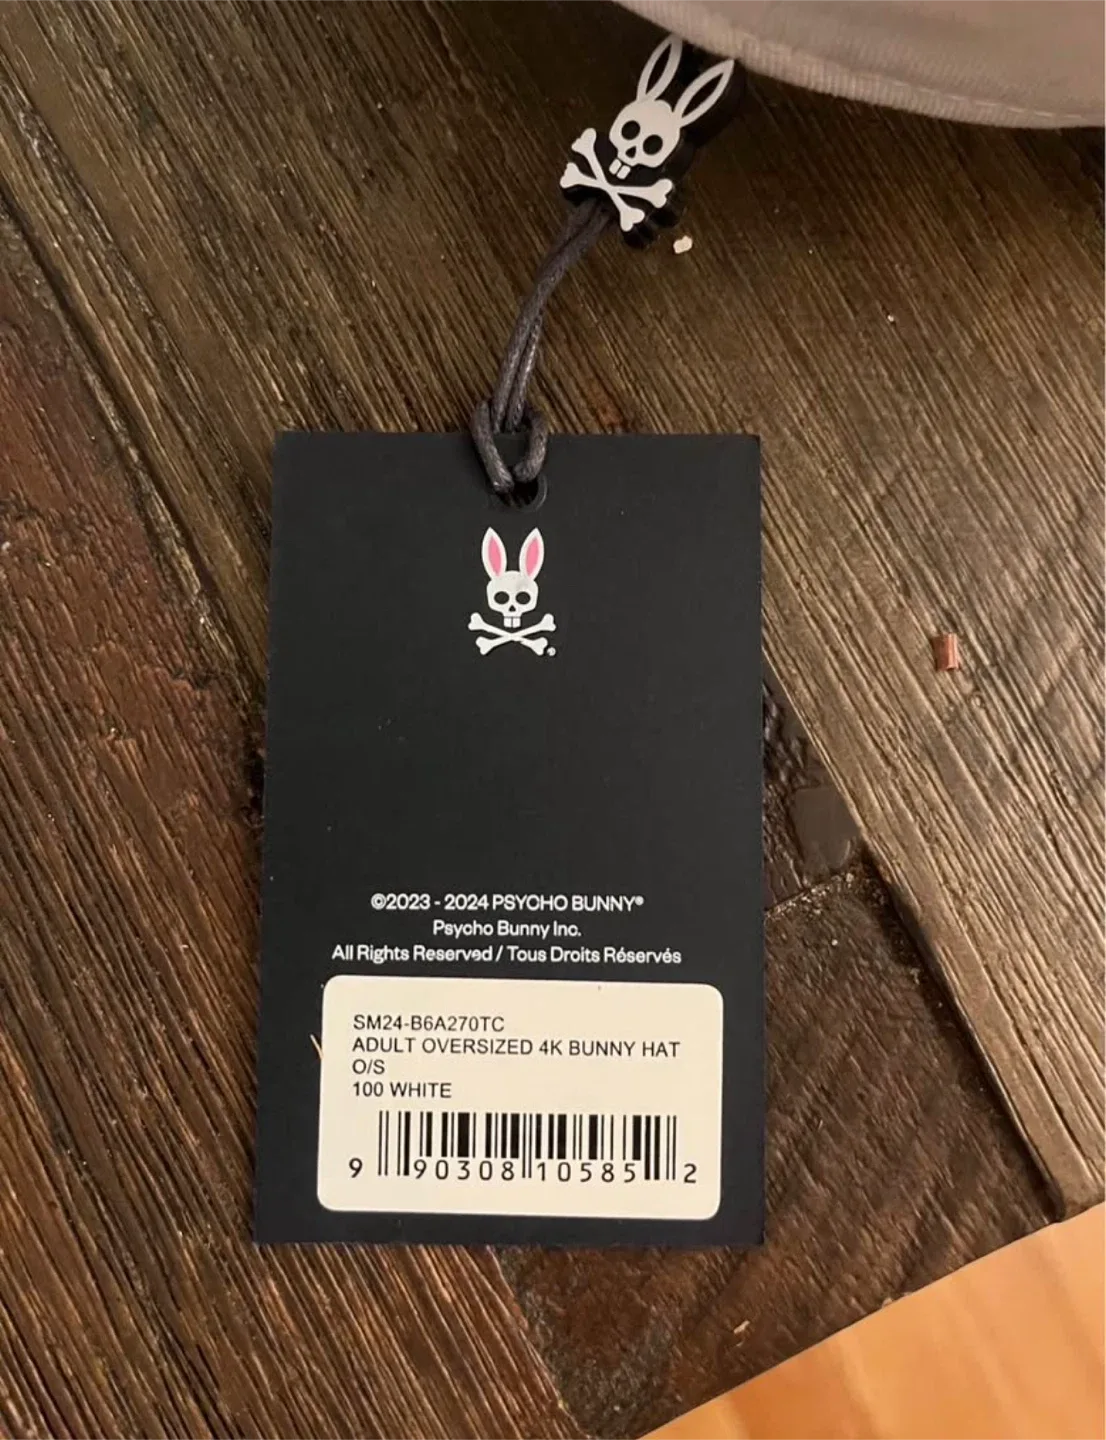 ©2023 - 2024 PSYCHO BUNNY®
Psycho Bunny Inc.
All Rights Reserved / Tous Droits Réservés
SM24-B6A270TC
ADULT OVERSIZED 4K BUNNY HAT
O/S
100 WHITE
9 90308 10585 2